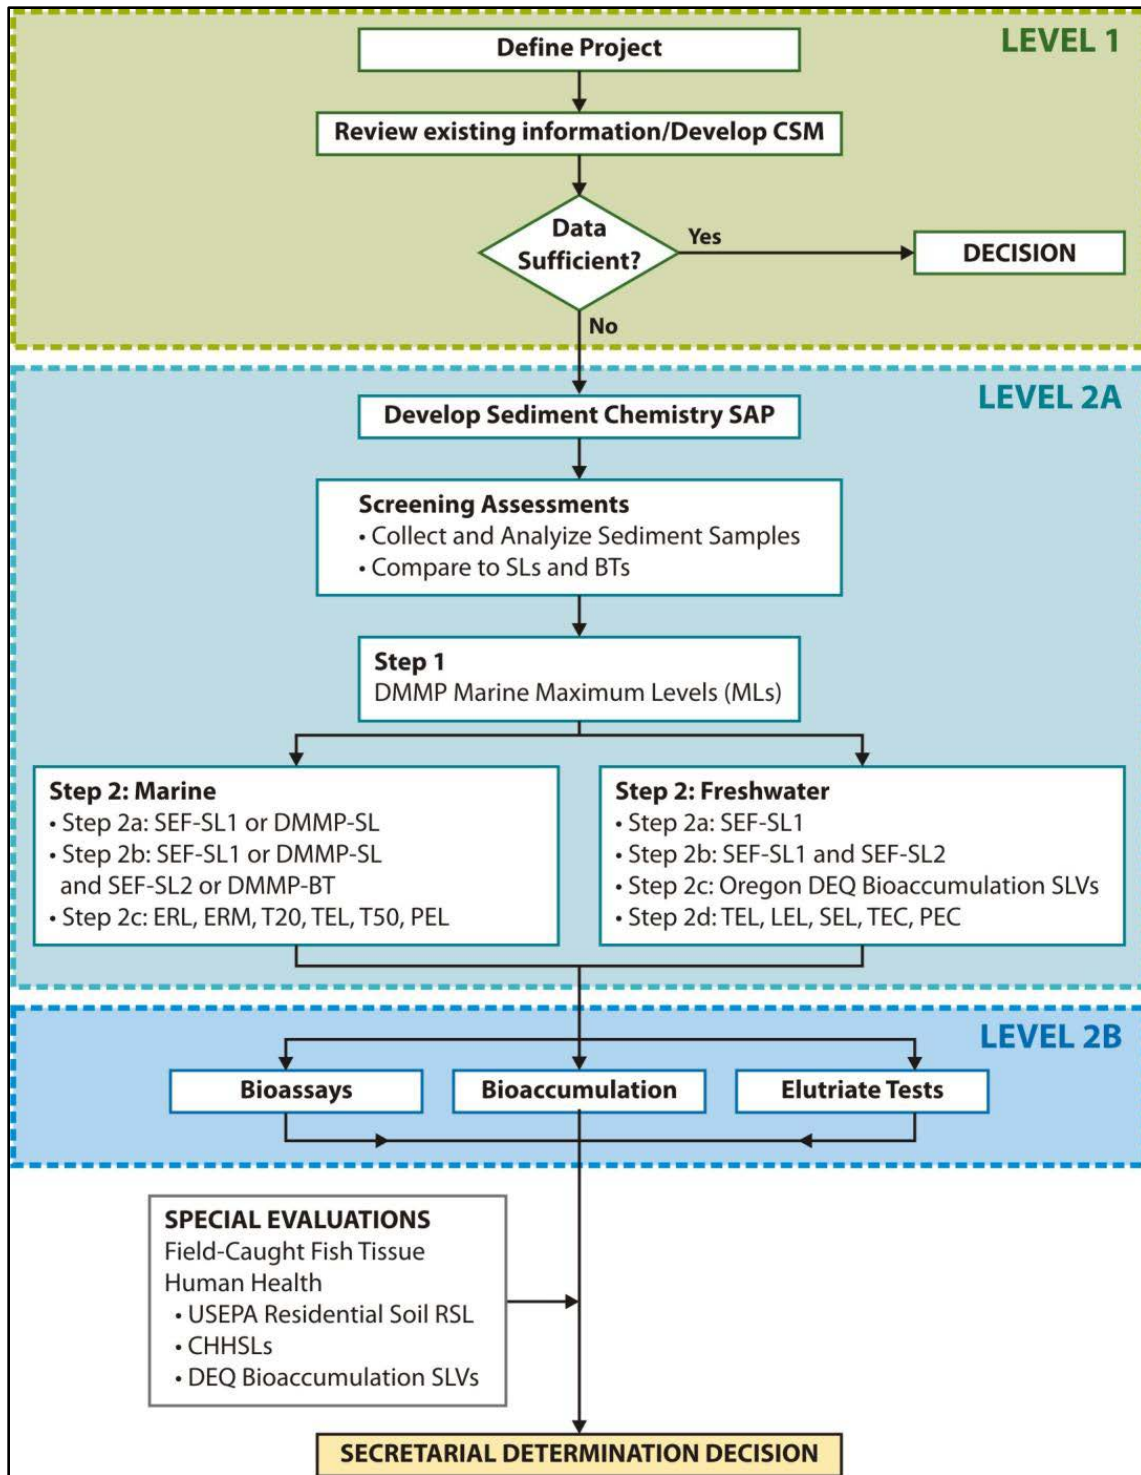 LEVEL 1
Define Project
Review existing information/Develop CSM
Data
Sufficient?
Yes
DECISION
No
LEVEL 2A
Develop Sediment Chemistry SAP
Screening Assessments
• Collect and Analyize Sediment Samples
• Compare to SLs and BTs
Step 1
DMMP Marine Maximum Levels (MLs)
Step 2: Marine
• Step 2a: SEF-SL1 or DMMP-SL
• Step 2b: SEF-SL1 or DMMP-SL
and SEF-SL2 or DMMP-BT
• Step 2c: ERL, ERM, T20, TEL, T50, PEL
Step 2: Freshwater
• Step 2a: SEF-SL1
• Step 2b: SEF-SL1 and SEF-SL2
• Step 2c: Oregon DEQ Bioaccumulation SLVs
• Step 2d: TEL, LEL, SEL, TEC, PEC
LEVEL 2B
Bioassays
Bioaccumulation
Elutriate Tests
SPECIAL EVALUATIONS
Field-Caught Fish Tissue
Human Health
• USEPA Residential Soil RSL
• CHHSLs
• DEQ Bioaccumulation SLVs
SECRETARIAL DETERMINATION DECISION